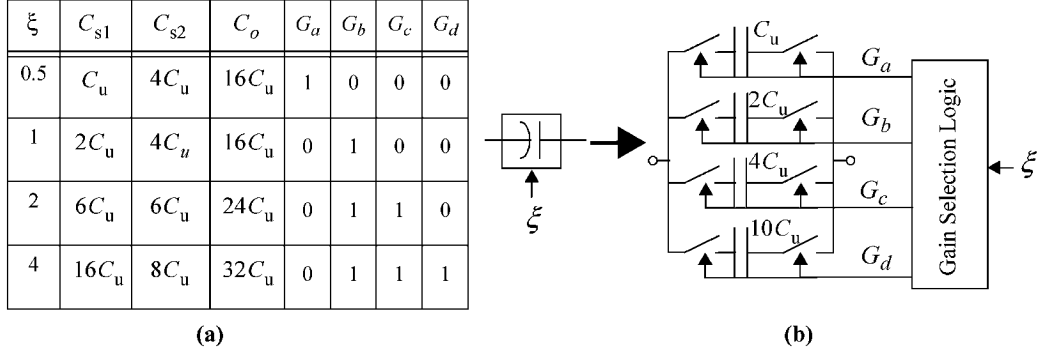 ξ C_s1 C_s2 C_o G_a G_b G_c G_d
0.5 C_u 4C_u 16C_u 1 0 0 0
1 2C_u 4C_u 16C_u 0 1 0 0
2 6C_u 6C_u 24C_u 0 1 1 0
4 16C_u 8C_u 32C_u 0 1 1 1
(a)
ξ
C_u
G_a
2C_u
G_b
4C_u
G_c
10C_u
G_d
Gain Selection Logic
ξ
(b)